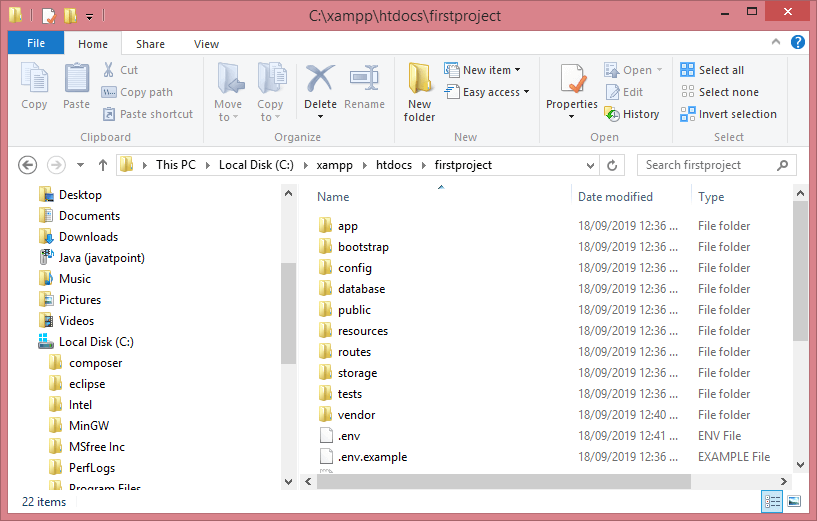 C:\xampp\htdocs\firstproject
File Home Share View
Copy
Paste
Cut
Copy path
Paste shortcut
Clipboard
Move to
Copy to
Delete
Rename
Organize
New folder
New item
Easy access
New
Properties
Open
Edit
History
Open
Select all
Select none
Invert selection
Select
This PC Local Disk (C:) xampp htdocs firstproject
Search firstproject
Desktop
Documents
Downloads
Java (javatpoint)
Music
Pictures
Videos
Local Disk (C:)
composer
eclipse
Intel
MinGW
MSfree Inc
PerfLogs
Program Files
Name Date modified Type
app 18/09/2019 12:36 ... File folder
bootstrap 18/09/2019 12:36 ... File folder
config 18/09/2019 12:36 ... File folder
database 18/09/2019 12:36 ... File folder
public 18/09/2019 12:36 ... File folder
resources 18/09/2019 12:36 ... File folder
routes 18/09/2019 12:36 ... File folder
storage 18/09/2019 12:36 ... File folder
tests 18/09/2019 12:36 ... File folder
vendor 18/09/2019 12:40 ... File folder
.env 18/09/2019 12:41 ... ENV File
.env.example 18/09/2019 12:36 ... EXAMPLE File
22 items